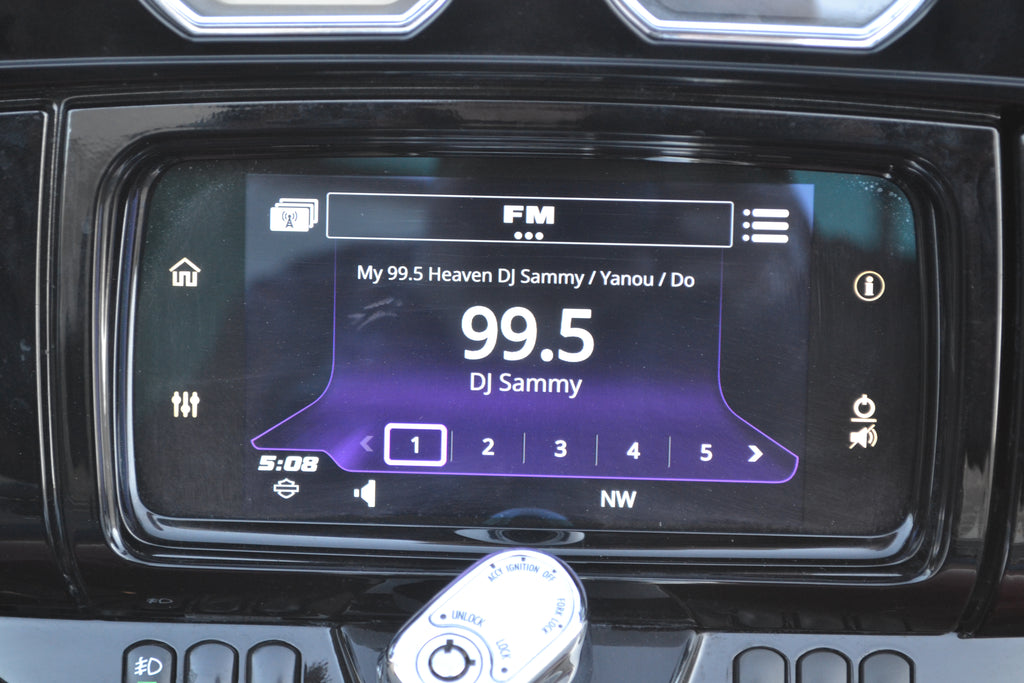 FM
My 99.5 Heaven DJ Sammy / Yanou / Do
99.5
DJ Sammy
1 2 3 4 5
5:08
NW
ACCY IGNITION OFF
FORK LOCK
UNLOCK
LOCK